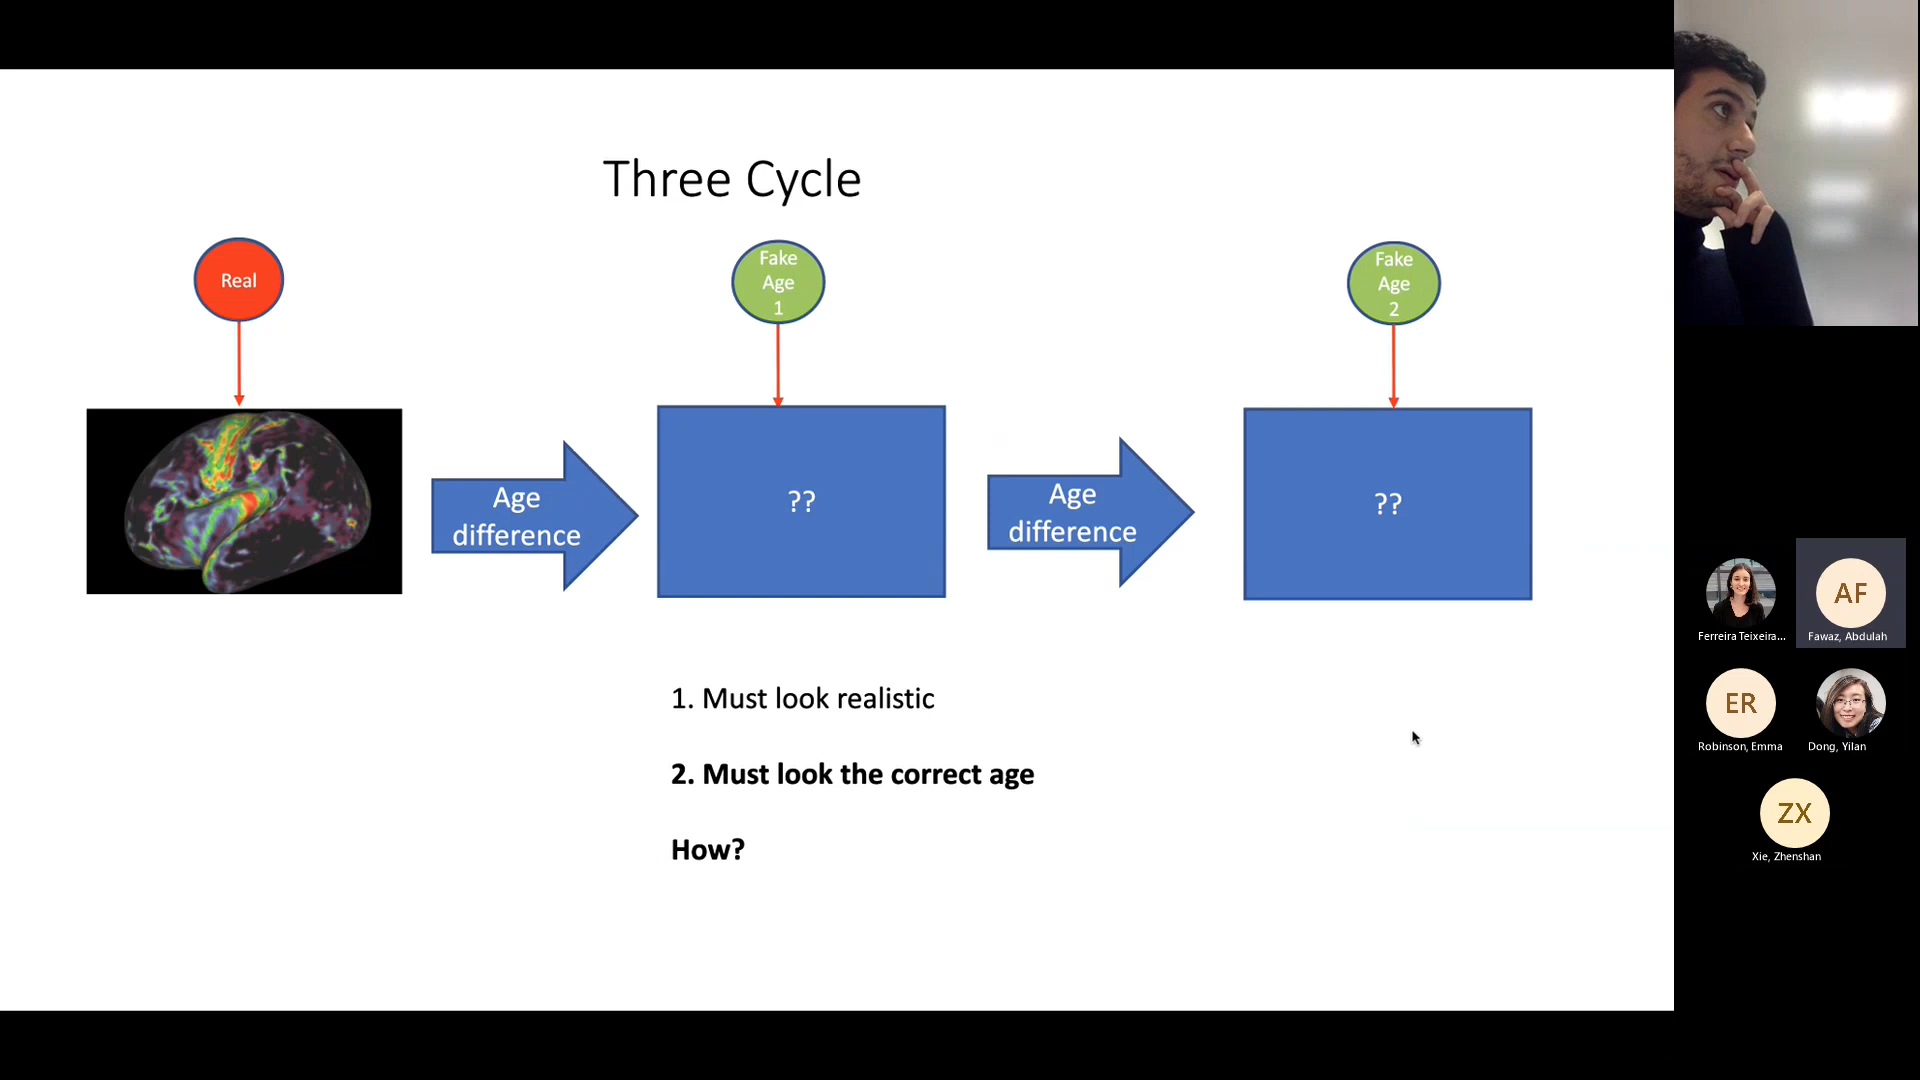 Three Cycle
Real
Fake
Age
1
Fake
Age
2
Age
difference
??
Age
difference
??
1. Must look realistic
2. Must look the correct age
How?
Ferreira Teixeira...
AF
Fawaz, Abdulah
ER
Robinson, Emma
Dong, Yilan
ZX
Xie, Zhenshan